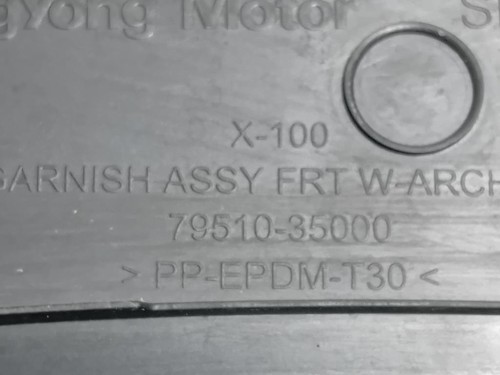 gyong Motor S
X-100
GARNISH ASSY FRT W-ARCH
79510-35000
> PP-EPDM-T30 <